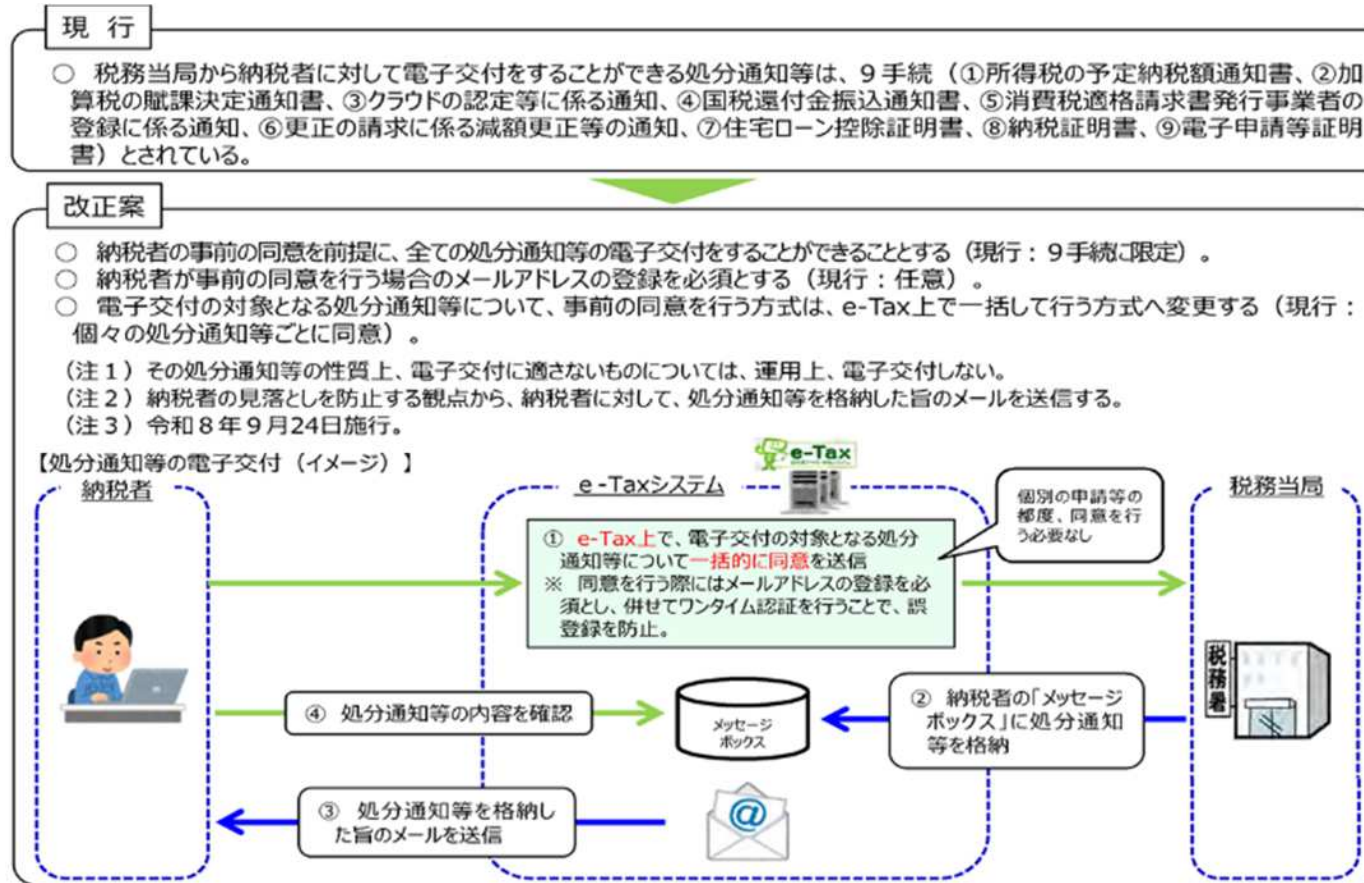 現 行
○ 税務当局から納税者に対して電子交付をすることができる処分通知等は、9手続（①所得税の予定納税額通知書、②加
算税の賦課決定通知書、③クラウドの認定等に係る通知、④国税還付金振込通知書、⑤消費税適格請求書発行事業者の
登録に係る通知、⑥更正の請求に係る減額更正等の通知、⑦住宅ローン控除証明書、⑧納税証明書、⑨電子申請等証明
書）とされている。
改正案
○ 納税者の事前の同意を前提に、全ての処分通知等の電子交付をすることができることとする（現行：9手続に限定）。
○ 納税者が事前の同意を行う場合のメールアドレスの登録を必須とする（現行：任意）。
○ 電子交付の対象となる処分通知等について、事前の同意を行う方式は、e-Tax上で一括して行う方式へ変更する（現行：
個々の処分通知等ごとに同意）。
（注1）その処分通知等の性質上、電子交付に適さないものについては、運用上、電子交付しない。
（注2）納税者の見落としを防止する観点から、納税者に対して、処分通知等を格納した旨のメールを送信する。
（注3）令和8年9月24日施行。
【処分通知等の電子交付（イメージ）】
納税者
e-Taxシステム
e-Tax
税務当局
個別の申請等の
都度、同意を行
う必要なし
① e-Tax上で、電子交付の対象となる処分
通知等について一括的に同意を送信
※ 同意を行う際にはメールアドレスの登録を必
須とし、併せてワンタイム認証を行うことで、誤
登録を防止。
税務署
④ 処分通知等の内容を確認
メッセージ
ボックス
② 納税者の「メッセージ
ボックス」に処分通知
等を格納
③ 処分通知等を格納し
た旨のメールを送信
@